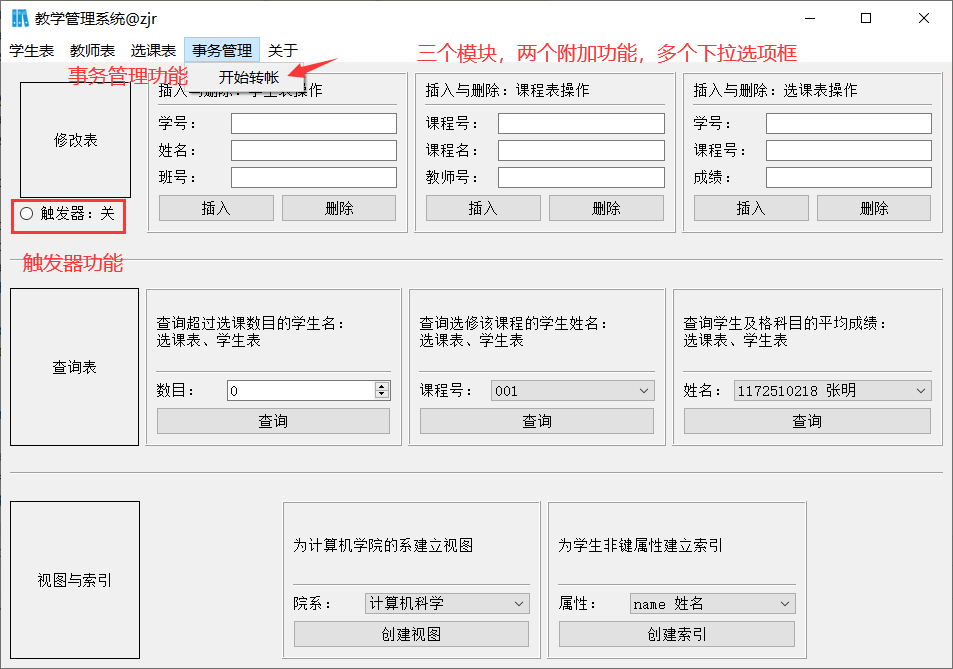 教学管理系统@zjr
学生表 教师表 选课表 事务管理 关于
三个模块，两个附加功能，多个下拉选项框
事务管理功能
开始转帐
修改表
触发器：关
触发器功能
插入与删除：学生表操作
学号：
姓名：
班号：
插入 删除
插入与删除：课程表操作
课程号：
课程名：
教师号：
插入 删除
插入与删除：选课表操作
学号：
课程号：
成绩：
插入 删除
查询表
查询超过选课数目的学生名：
选课表、学生表
数目： 0
查询
查询选修该课程的学生姓名：
选课表、学生表
课程号： 001
查询
查询学生及格科目的平均成绩：
选课表、学生表
姓名： 1172510218 张明
查询
视图与索引
为计算机学院的系建立视图
院系： 计算机科学
创建视图
为学生非键属性建立索引
属性： name 姓名
创建索引